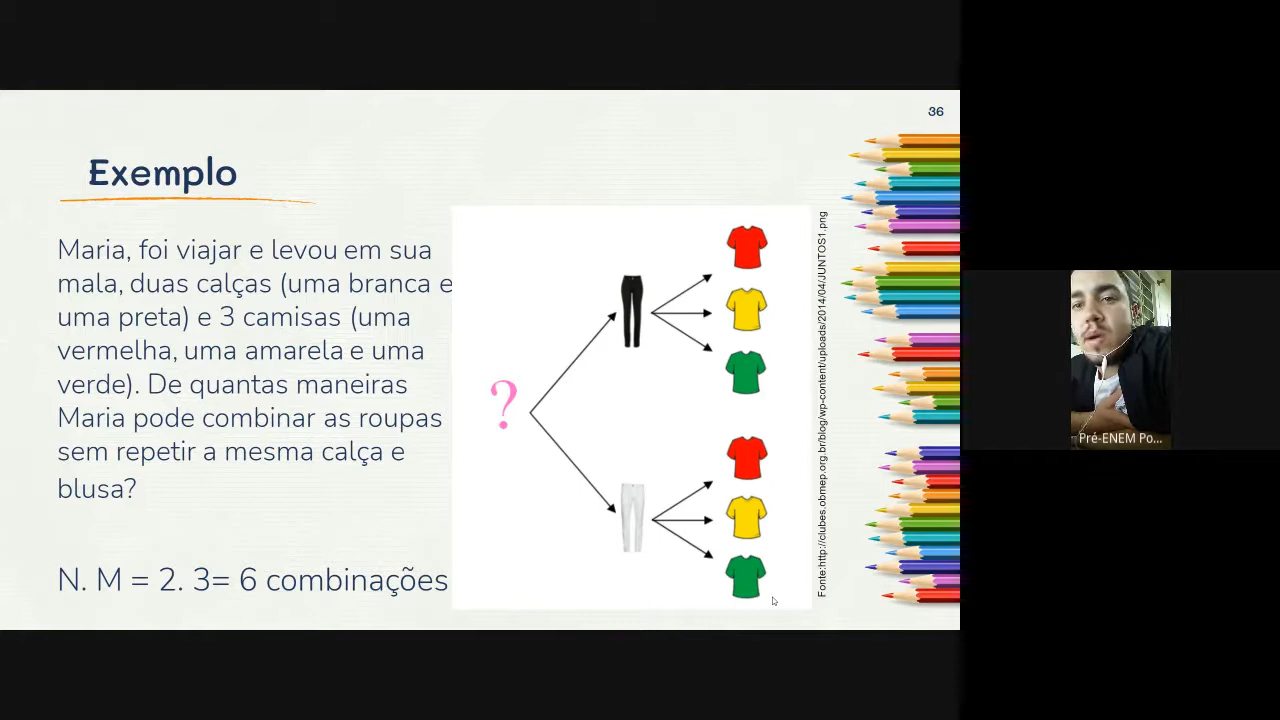 36
Exemplo
Maria, foi viajar e levou em sua
mala, duas calças (uma branca e
uma preta) e 3 camisas (uma
vermelha, uma amarela e uma
verde). De quantas maneiras
Maria pode combinar as roupas
sem repetir a mesma calça e
blusa?
N. M = 2. 3= 6 combinações
?
Fonte:http://clubes.obmep.org.br/blog/wp-content/uploads/2014/04/JUNTOS1.png
Pré-ENEM Po...